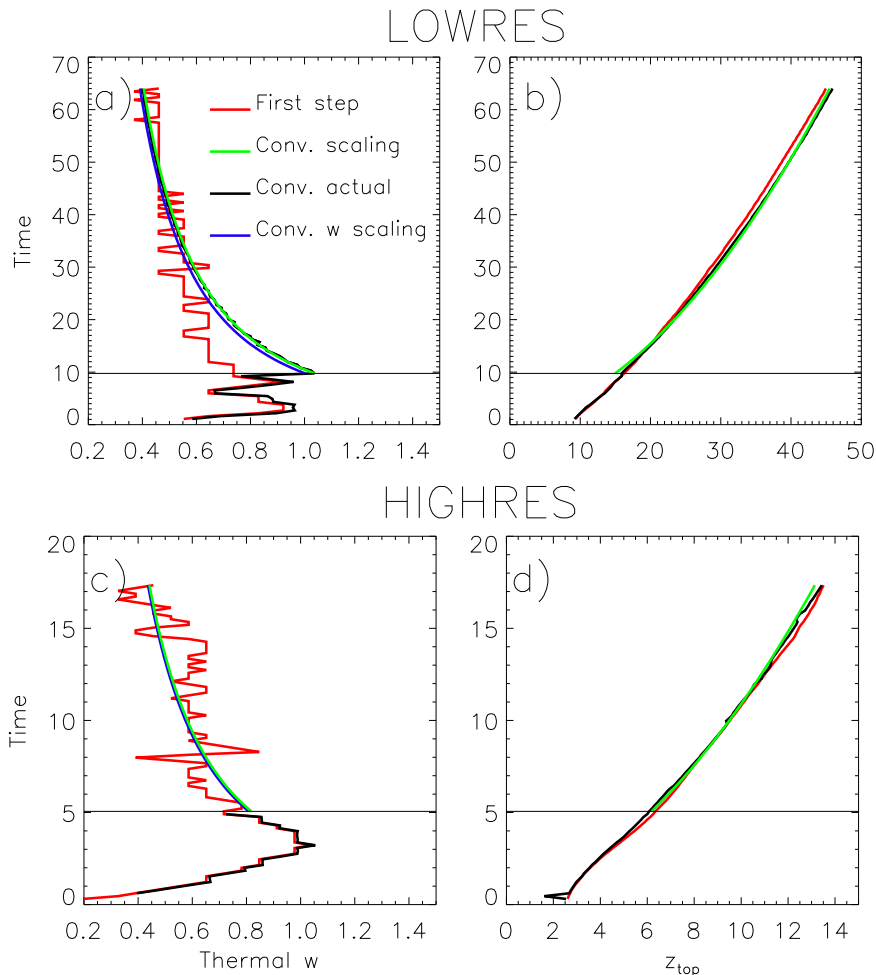 LOWRES
a)
First step
Conv. scaling
Conv. actual
Conv. w scaling
Time
0
10
20
30
40
50
60
70
0.2 0.4 0.6 0.8 1.0 1.2 1.4
b)
0
10
20
30
40
50
60
70
0 10 20 30 40 50
HIGHRES
c)
Time
0
5
10
15
20
0.2 0.4 0.6 0.8 1.0 1.2 1.4
Thermal w
d)
0
5
10
15
20
0 2 4 6 8 10 12 14
z_top